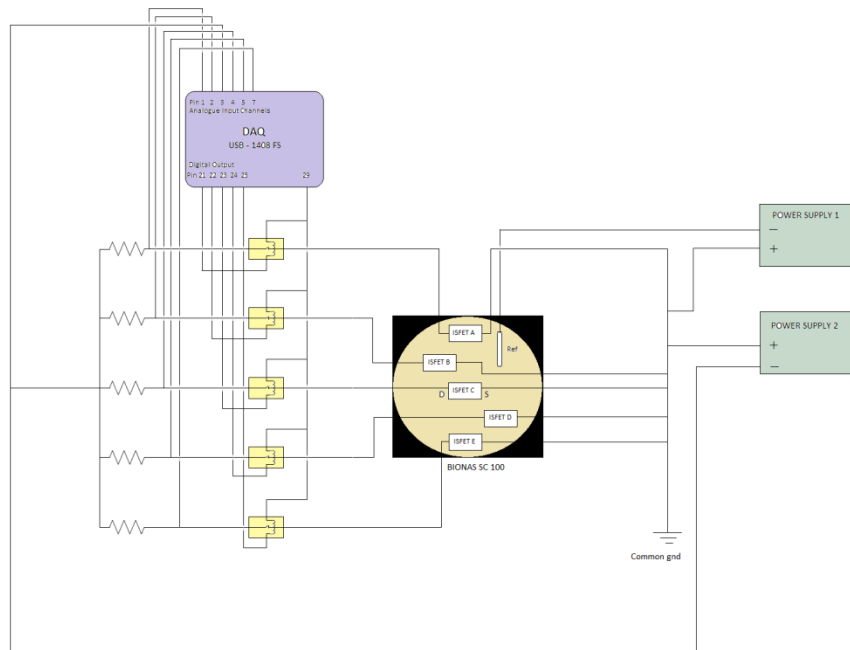 Pin 1 2 3 4 5 7
Analogue Input Channels
DAQ
USB - 1408 FS
Digital Output
Pin 21 22 23 24 25 29
POWER SUPPLY 1
−
+
POWER SUPPLY 2
+
−
ISFET A
Ref
ISFET B
D ISFET C S
ISFET D
ISFET E
BIONAS SC 100
Common gnd